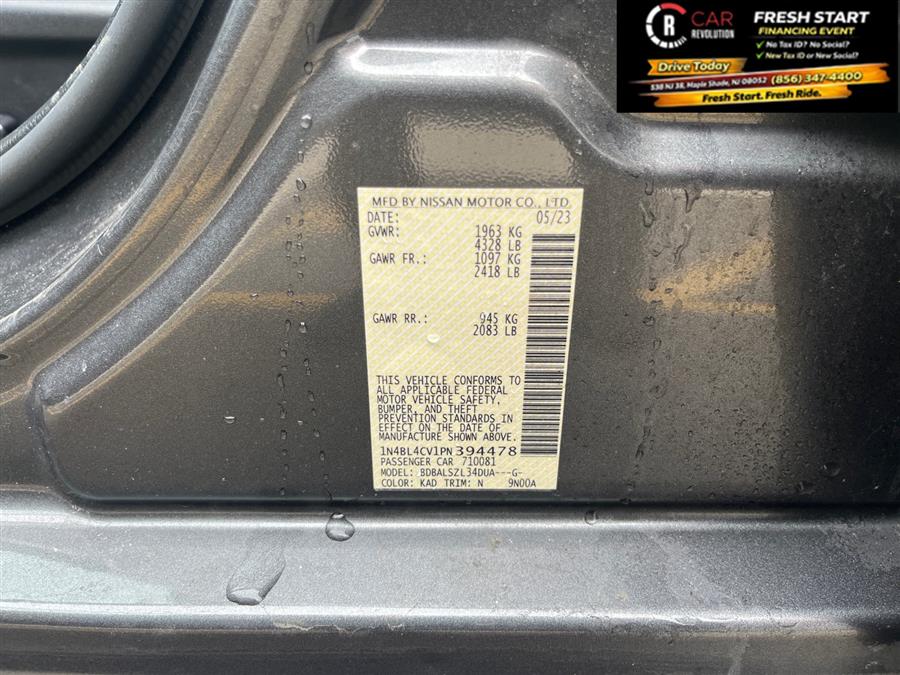 R
CAR
REVOLUTION
FRESH START
FINANCING EVENT
✓ No Tax ID? No Social?
✓ New Tax ID or New Social?
Drive Today
538 NJ 38, Maple Shade, NJ 08052 (856) 347-4400
Fresh Start. Fresh Ride.
MFD BY NISSAN MOTOR CO., LTD
DATE: 05/23
GVWR: 1963 KG
4328 LB
GAWR FR.: 1097 KG
2418 LB
GAWR RR.: 945 KG
2083 LB
THIS VEHICLE CONFORMS TO
ALL APPLICABLE FEDERAL
MOTOR VEHICLE SAFETY,
BUMPER, AND THEFT
PREVENTION STANDARDS IN
EFFECT ON THE DATE OF
MANUFACTURE SHOWN ABOVE.
1N4BL4CV1PN394478
PASSENGER CAR 710081
MODEL: BDBALSZL34DUA---G-
COLOR: KAD TRIM: N 9N00A